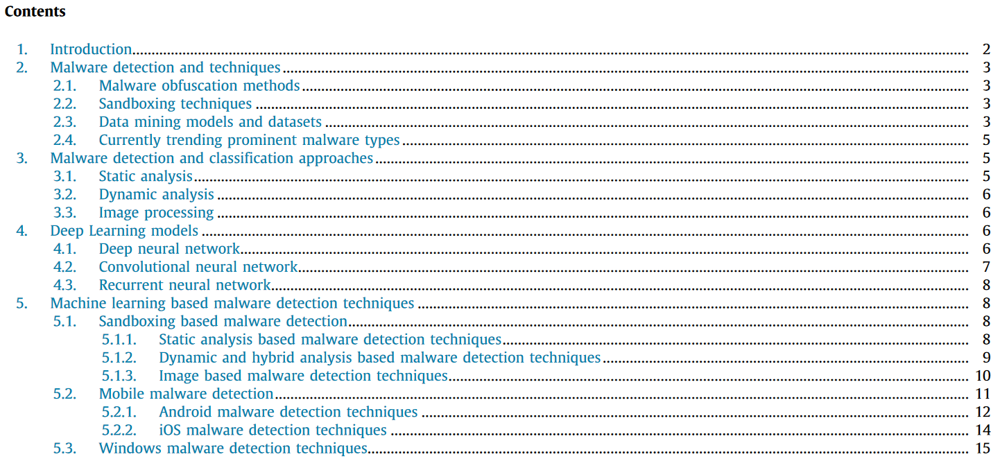 Contents
1. Introduction 2
2. Malware detection and techniques 3
2.1. Malware obfuscation methods 3
2.2. Sandboxing techniques 3
2.3. Data mining models and datasets 3
2.4. Currently trending prominent malware types 5
3. Malware detection and classification approaches 5
3.1. Static analysis 5
3.2. Dynamic analysis 6
3.3. Image processing 6
4. Deep Learning models 6
4.1. Deep neural network 6
4.2. Convolutional neural network 7
4.3. Recurrent neural network 8
5. Machine learning based malware detection techniques 8
5.1. Sandboxing based malware detection 8
5.1.1. Static analysis based malware detection techniques 8
5.1.2. Dynamic and hybrid analysis based malware detection techniques 9
5.1.3. Image based malware detection techniques 10
5.2. Mobile malware detection 11
5.2.1. Android malware detection techniques 12
5.2.2. iOS malware detection techniques 14
5.3. Windows malware detection techniques 15